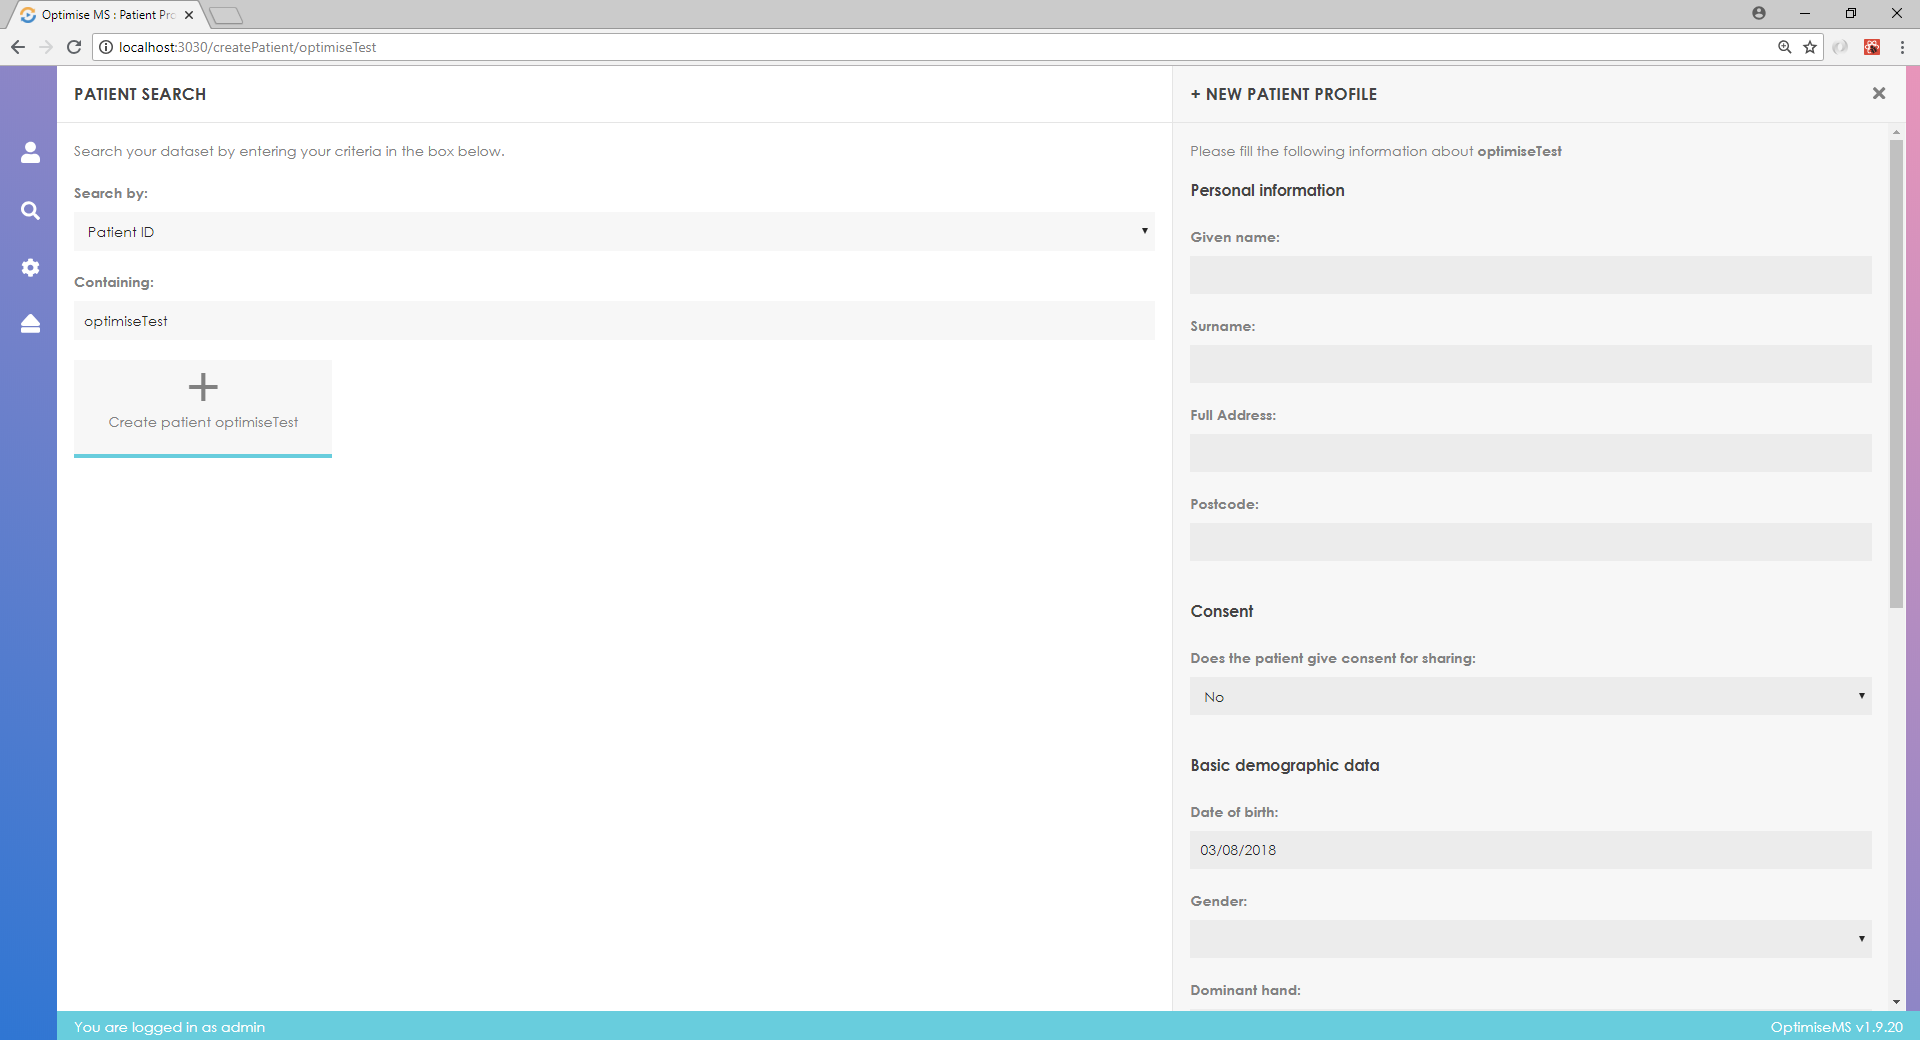 Optimise MS : Patient Pro
localhost:3030/createPatient/optimiseTest
PATIENT SEARCH
Search your dataset by entering your criteria in the box below.
Search by:
Patient ID
Containing:
optimiseTest
Create patient optimiseTest
+ NEW PATIENT PROFILE
Please fill the following information about optimiseTest
Personal information
Given name:
Surname:
Full Address:
Postcode:
Consent
Does the patient give consent for sharing:
No
Basic demographic data
Date of birth:
03/08/2018
Gender:
Dominant hand:
You are logged in as admin
OptimiseMS v1.9.20